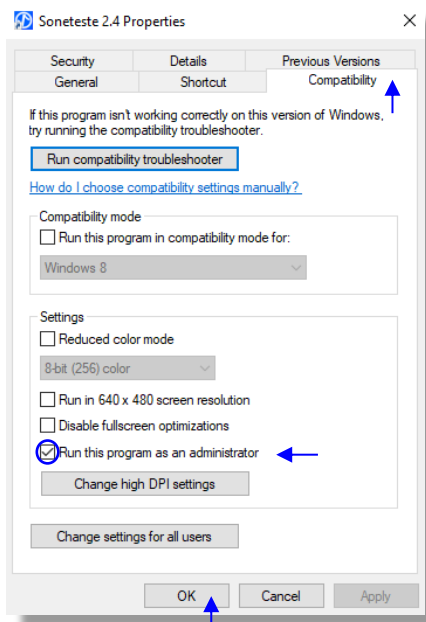 Soneteste 2.4 Properties
Security Details Previous Versions
General Shortcut Compatibility
If this program isn't working correctly on this version of Windows,
try running the compatibility troubleshooter.
Run compatibility troubleshooter
How do I choose compatibility settings manually?
Compatibility mode
Run this program in compatibility mode for:
Windows 8
Settings
Reduced color mode
8-bit (256) color
Run in 640 x 480 screen resolution
Disable fullscreen optimizations
Run this program as an administrator
Change high DPI settings
Change settings for all users
OK Cancel Apply